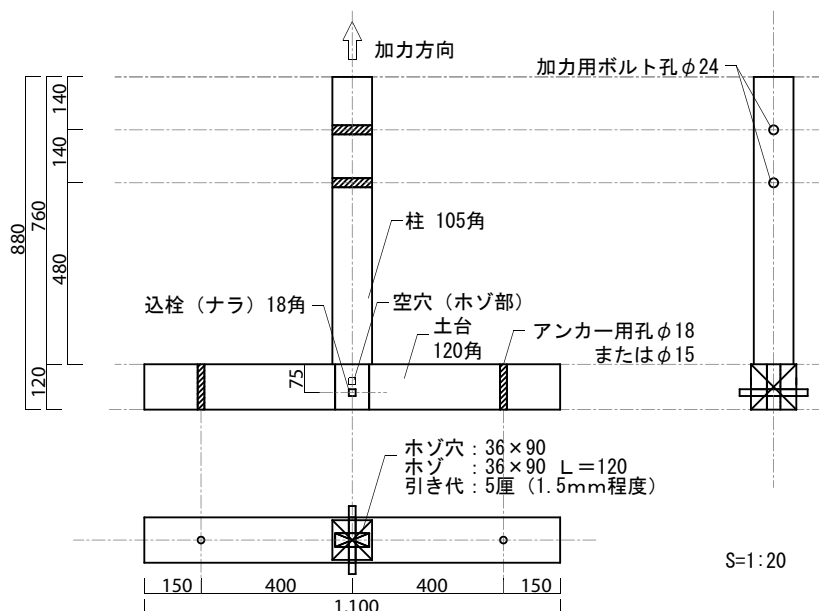 加力方向
加力用ボルト孔φ24
140
140
760
880
480
120
柱 105角
込栓（ナラ）18角
空穴（ホゾ部）
土台
120角
アンカー用孔φ18
またはφ15
75
ホゾ穴：36×90
ホゾ　：36×90 L＝120
引き代：5厘（1.5mm程度）
S=1:20
150 400 400 150
1,100